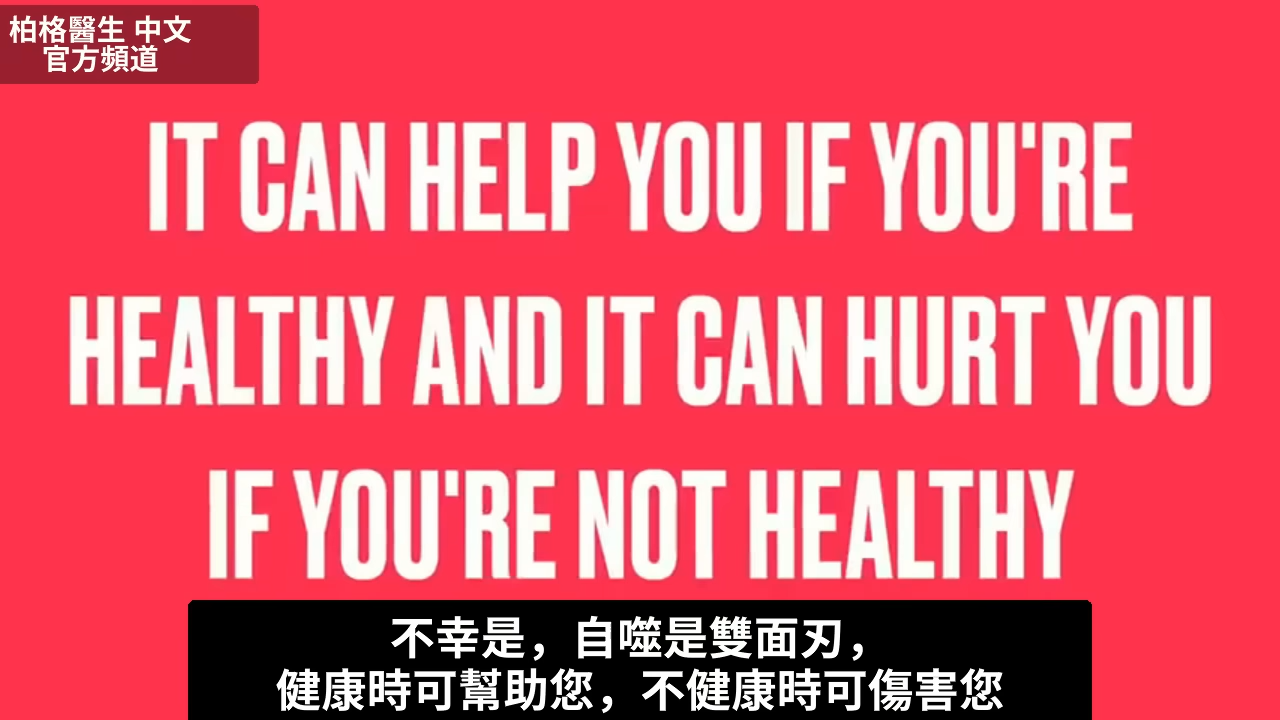 柏格醫生 中文
官方頻道
IT CAN HELP YOU IF YOU'RE
HEALTHY AND IT CAN HURT YOU
IF YOU'RE NOT HEALTHY
不幸是，自噬是雙面刃，
健康時可幫助您，不健康時可傷害您